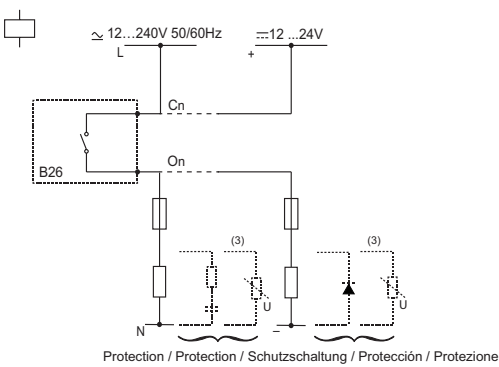 ≂ 12...240V 50/60Hz
⎓12 ...24V
L
+
Cn
On
B26
(3)
(3)
U
U
N
–
Protection / Protection / Schutzschaltung / Protección / Protezione